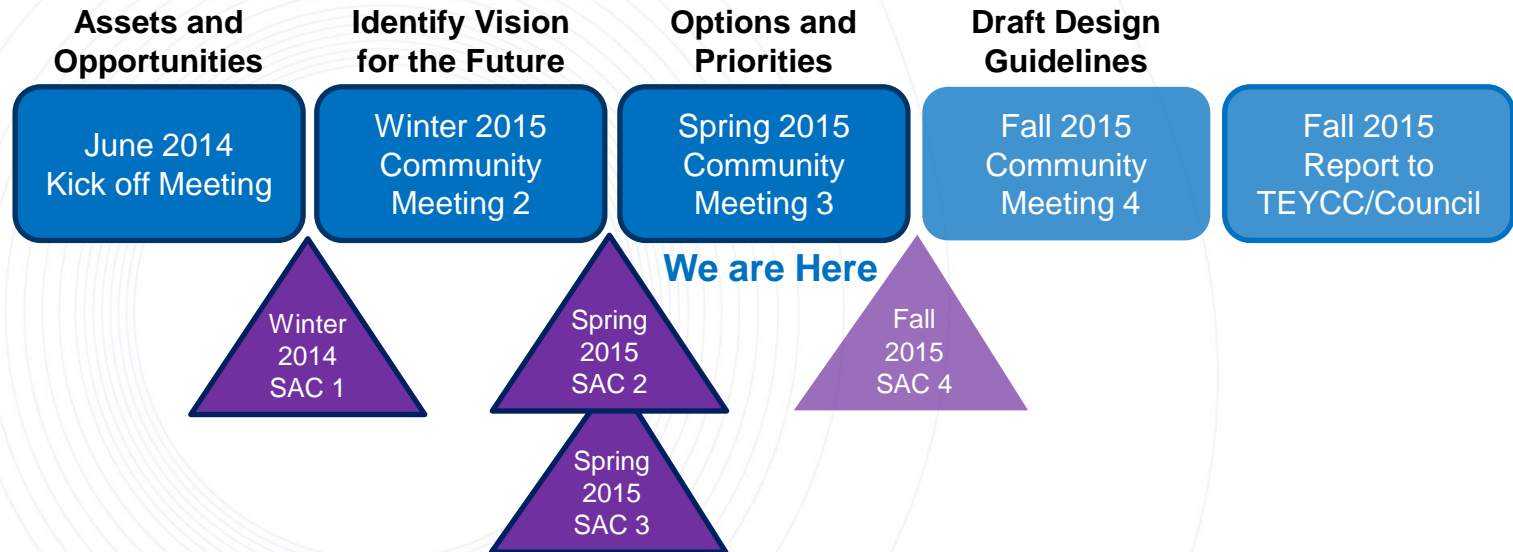 Assets and
Opportunities
Identify Vision
for the Future
Options and
Priorities
Draft Design
Guidelines
June 2014
Kick off Meeting
Winter 2015
Community
Meeting 2
Spring 2015
Community
Meeting 3
Fall 2015
Community
Meeting 4
Fall 2015
Report to
TEYCC/Council
We are Here
Winter
2014
SAC 1
Spring
2015
SAC 2
Fall
2015
SAC 4
Spring
2015
SAC 3